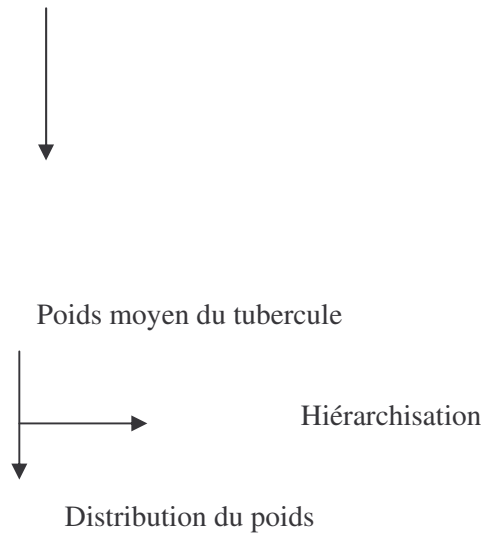 Poids moyen du tubercule
Hiérarchisation
Distribution du poids